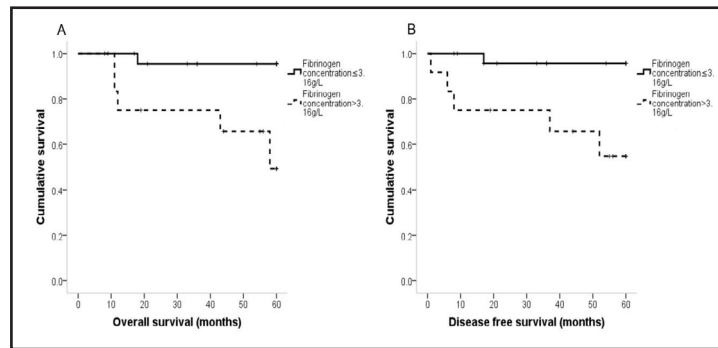 A
Cumulative survival
1.0
0.8
0.6
0.4
0.2
0.0
0
10
20
30
40
50
60
Overall survival (months)
Fibrinogen
concentration≤3.
16g/L
Fibrinogen
concentration>3.
16g/L
B
Cumulative survival
1.0
0.8
0.6
0.4
0.2
0.0
0
10
20
30
40
50
60
Disease free survival (months)
Fibrinogen
concentration≤3.
16g/L
Fibrinogen
concentration>3.
16g/L